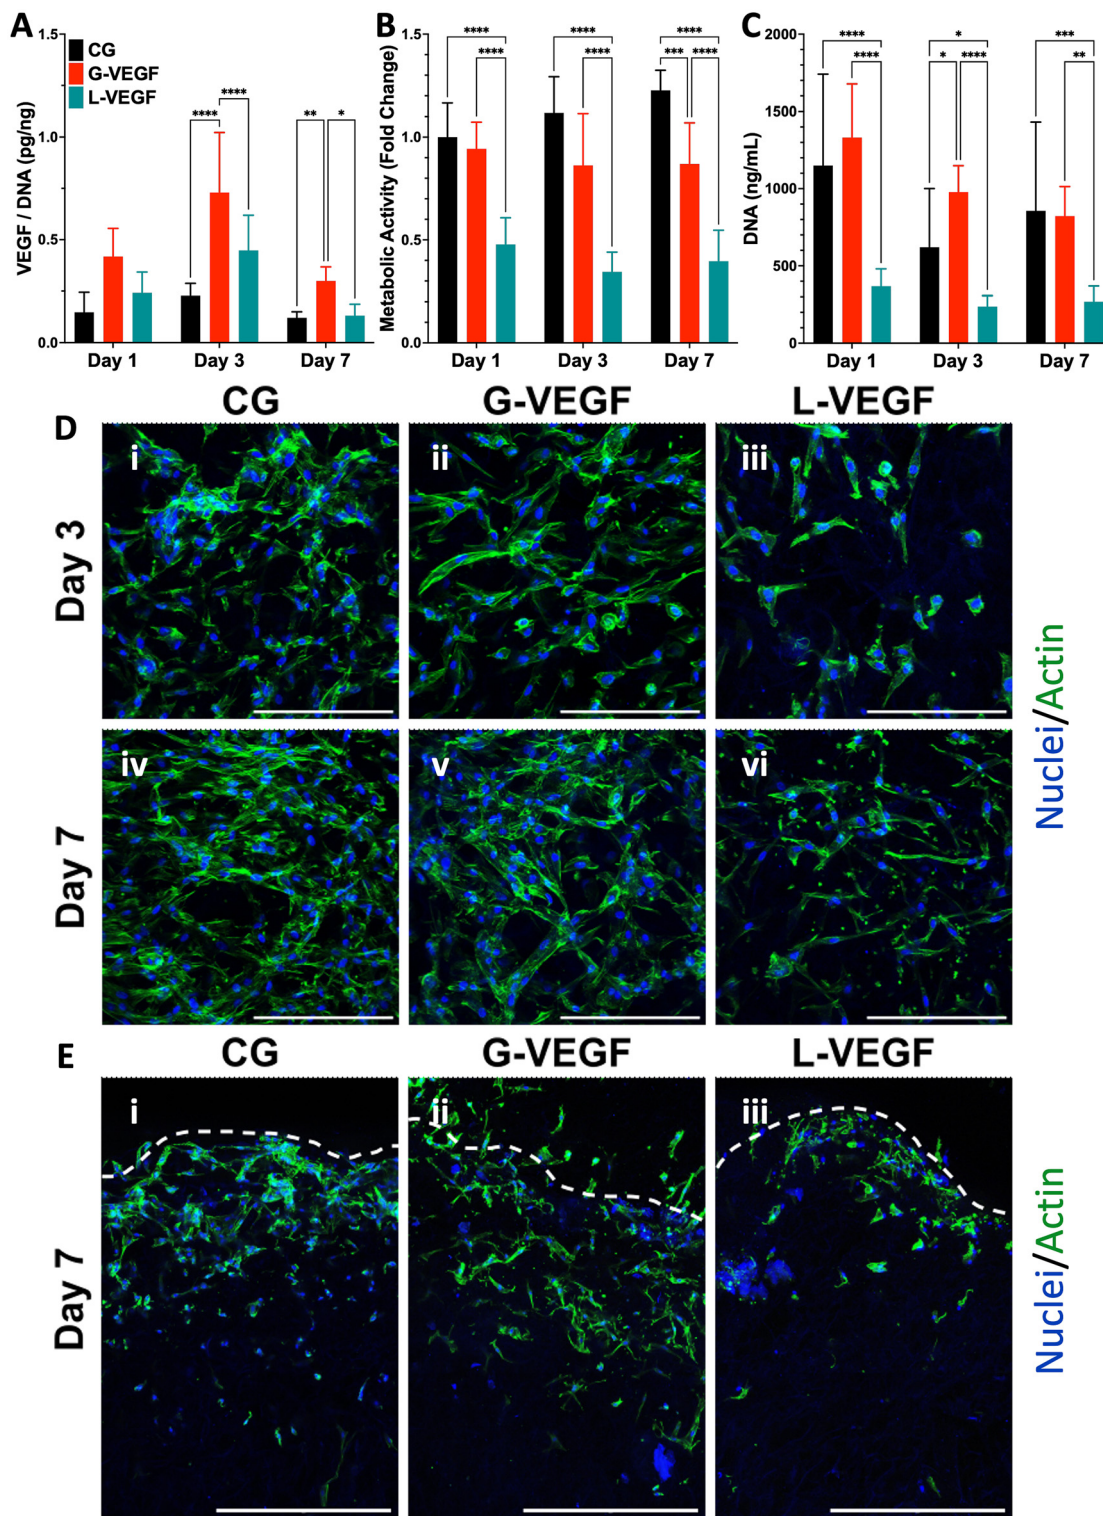 A
1.5
1.0
0.5
0.0
VEGF / DNA (pg/ng)
CG
G-VEGF
L-VEGF
****
****
**
*
Day 1
Day 3
Day 7
B
1.5
1.0
0.5
0.0
Metabolic Activity (Fold Change)
****
****
****
****
****
***
****
Day 1
Day 3
Day 7
C
2000
1500
1000
500
0
DNA (ng/mL)
****
****
*
*
****
***
**
Day 1
Day 3
Day 7
CG
G-VEGF
L-VEGF
D
Day 3
i
ii
iii
Day 7
iv
v
vi
Nuclei/Actin
E
CG
G-VEGF
L-VEGF
Day 7
i
ii
iii
Nuclei/Actin